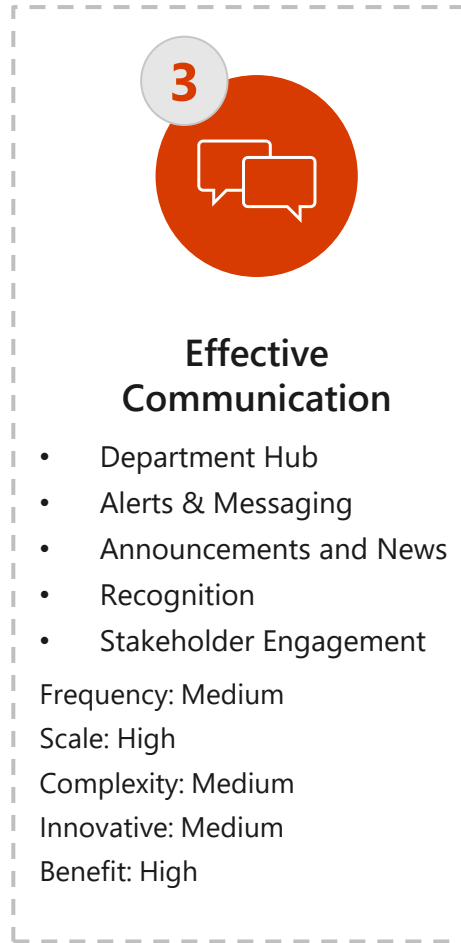 3
Effective
Communication
• Department Hub
• Alerts & Messaging
• Announcements and News
• Recognition
• Stakeholder Engagement
Frequency: Medium
Scale: High
Complexity: Medium
Innovative: Medium
Benefit: High